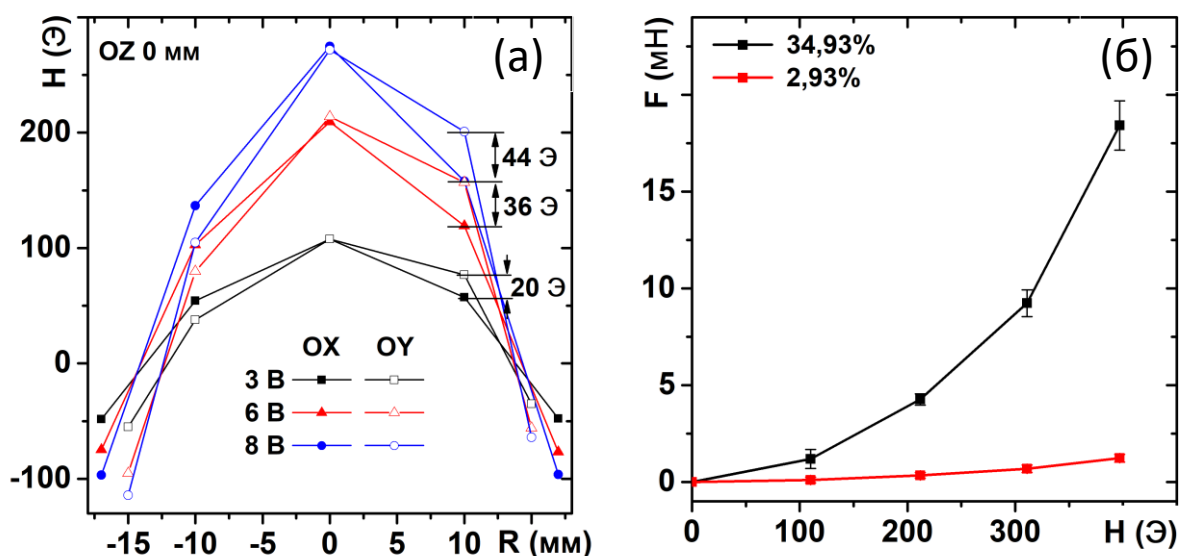 H (Э)
OZ 0 мм
(а)
200
100
0
-100
44 Э
36 Э
20 Э
OX OY
3 В
6 В
8 В
-15 -10 -5 0 5 10 R (мм)
F (мН)
34,93%
2,93%
(б)
15
10
5
0
0 100 200 300 H (Э)